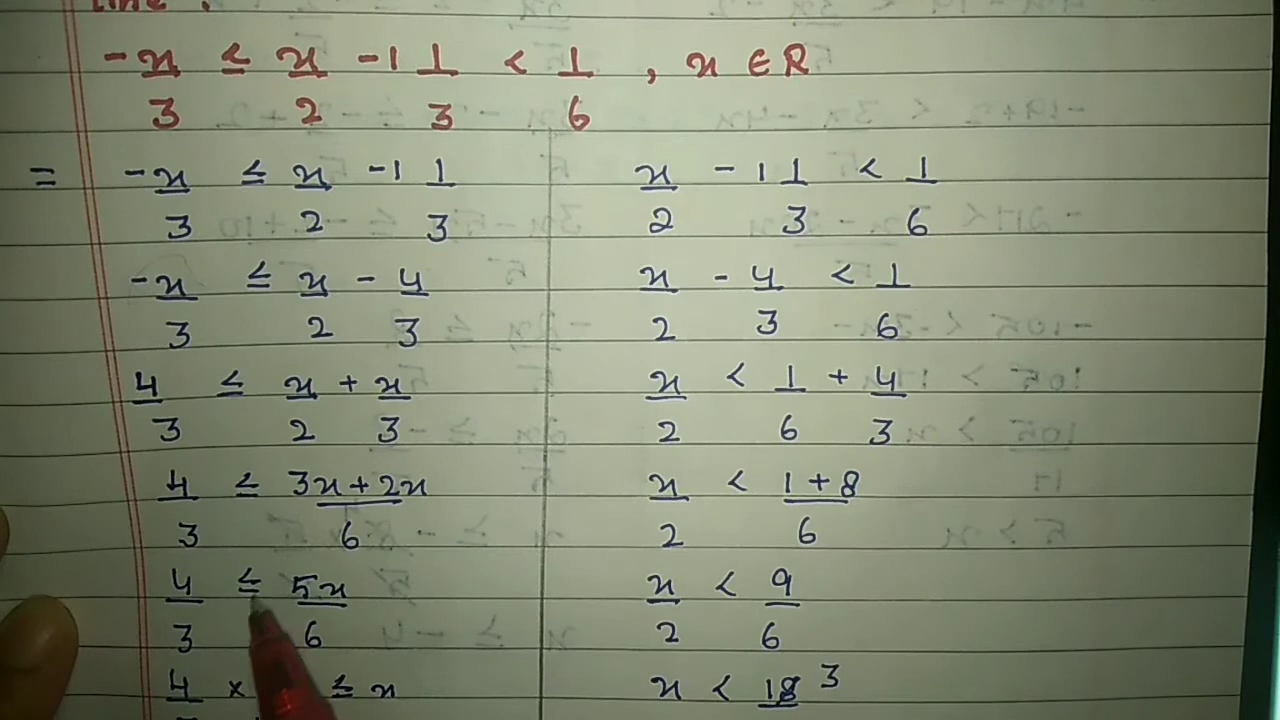 line.
-x/3 ≤ x/2 - 1 1/3 < 1/6 , x ∈ R
= -x/3 ≤ x/2 - 1 1/3
-x/3 ≤ x/2 - 4/3
4/3 ≤ x/2 + x/3
4/3 ≤ 3x+2x/6
4/3 ≤ 5x/6
4 × ≤ x
x/2 - 1 1/3 < 1/6
x/2 - 4/3 < 1/6
x/2 < 1/6 + 4/3
x/2 < 1+8/6
x/2 < 9/6
x < 18 3